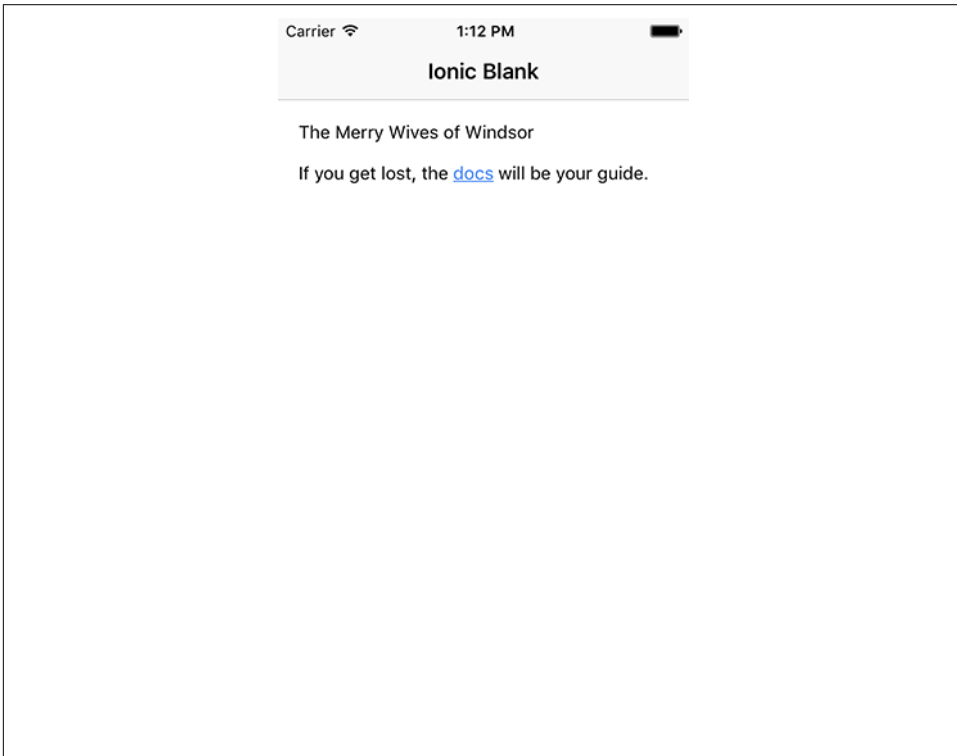 Carrier 1:12 PM
Ionic Blank
The Merry Wives of Windsor
If you get lost, the docs will be your guide.